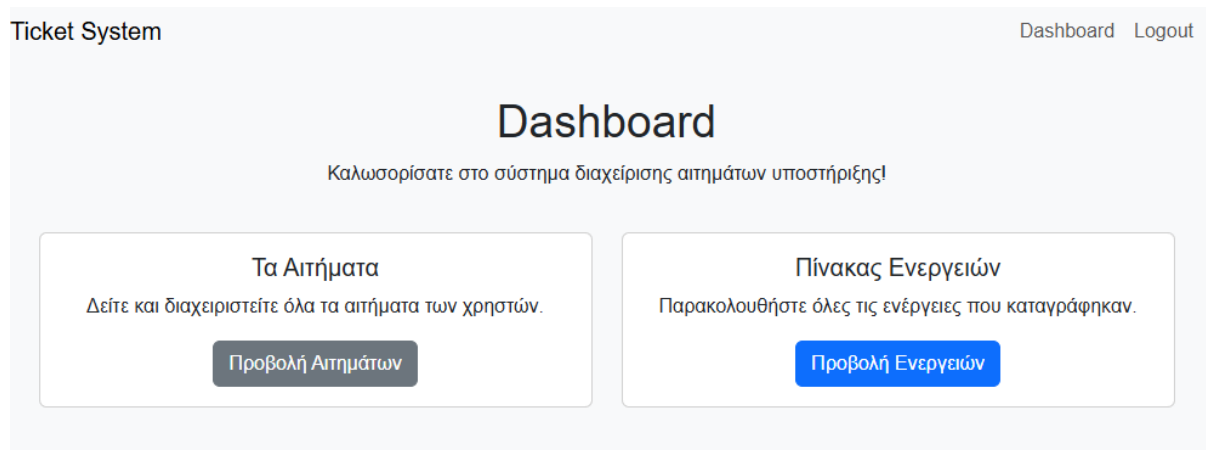 Ticket System
Dashboard Logout
Dashboard
Καλωσορίσατε στο σύστημα διαχείρισης αιτημάτων υποστήριξης!
Τα Αιτήματα
Δείτε και διαχειριστείτε όλα τα αιτήματα των χρηστών.
Προβολή Αιτημάτων
Πίνακας Ενεργειών
Παρακολουθήστε όλες τις ενέργειες που καταγράφηκαν.
Προβολή Ενεργειών